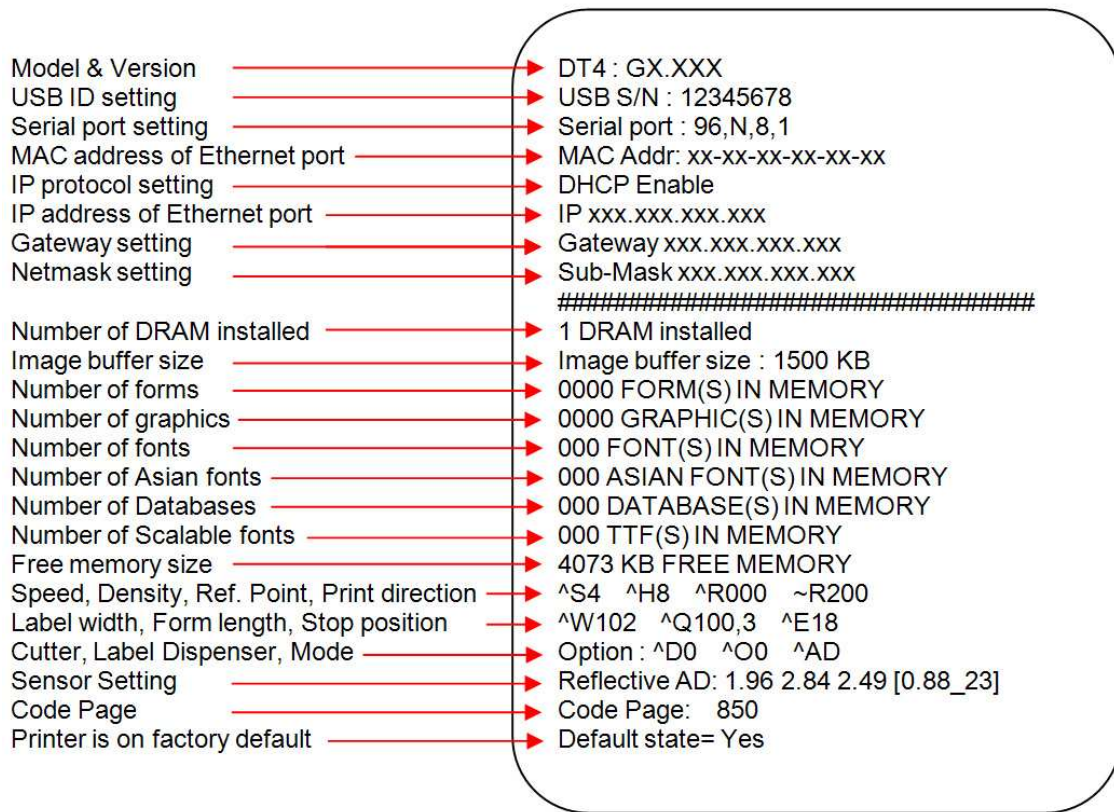 Model & Version DT4 : GX.XXX
USB ID setting USB S/N : 12345678
Serial port setting Serial port : 96,N,8,1
MAC address of Ethernet port MAC Addr: xx-xx-xx-xx-xx-xx
IP protocol setting DHCP Enable
IP address of Ethernet port IP xxx.xxx.xxx.xxx
Gateway setting Gateway xxx.xxx.xxx.xxx
Netmask setting Sub-Mask xxx.xxx.xxx.xxx
##################################
Number of DRAM installed 1 DRAM installed
Image buffer size Image buffer size : 1500 KB
Number of forms 0000 FORM(S) IN MEMORY
Number of graphics 0000 GRAPHIC(S) IN MEMORY
Number of fonts 000 FONT(S) IN MEMORY
Number of Asian fonts 000 ASIAN FONT(S) IN MEMORY
Number of Databases 000 DATABASE(S) IN MEMORY
Number of Scalable fonts 000 TTF(S) IN MEMORY
Free memory size 4073 KB FREE MEMORY
Speed, Density, Ref. Point, Print direction ^S4 ^H8 ^R000 ~R200
Label width, Form length, Stop position ^W102 ^Q100,3 ^E18
Cutter, Label Dispenser, Mode Option : ^D0 ^O0 ^AD
Sensor Setting Reflective AD: 1.96 2.84 2.49 [0.88_23]
Code Page Code Page: 850
Printer is on factory default Default state= Yes